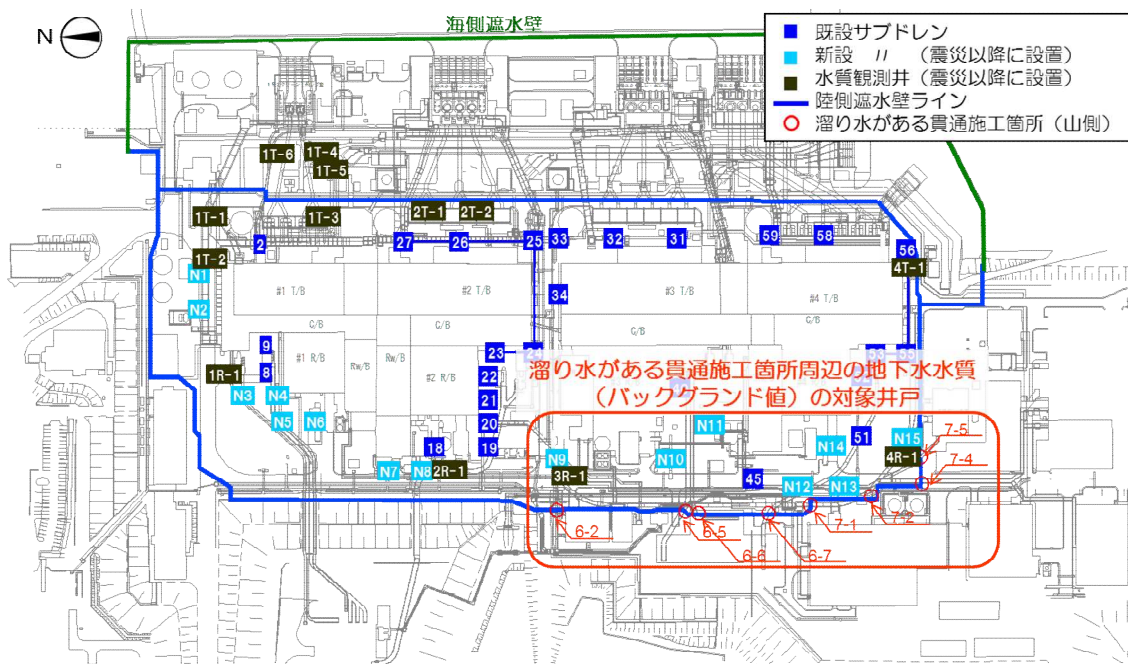 海側遮水壁
N
既設サブドレン
新設 〃 （震災以降に設置）
水質観測井（震災以降に設置）
陸側遮水壁ライン
溜り水がある貫通施工箇所（山側）
1T-6
1T-4
1T-5
1T-1
1T-3
2T-1
2T-2
2
27
26
25
33
32
31
59
58
56
1T-2
4T-1
N1
N2
#1 T/B
#2 T/B
34
#3 T/B
#4 T/B
C/B
C/B
C/B
C/B
9
8
#1 R/B
Rw/B
Rw/B
#2 R/B
23
24
53
55
1R-1
22
21
20
19
18
N3
N4
N5
N6
溜り水がある貫通施工箇所周辺の地下水水質
（バックグランド値）の対象井戸
N11
N7
N8
2R-1
N9
3R-1
N10
45
N14
51
N15
4R-1
N12
N13
7-5
7-4
6-2
6-5
6-6
6-7
7-1
7-2